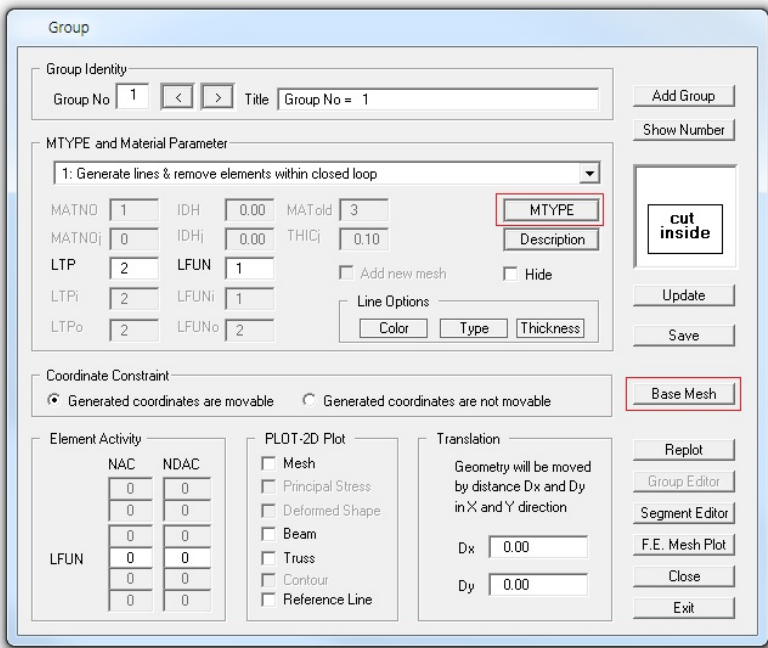 Group
Group Identity
Group No 1 < > Title Group No = 1
Add Group
Show Number
MTYPE and Material Parameter
1: Generate lines & remove elements within closed loop
MATNO 1 IDH 0.00 MATold 3 MTYPE
MATNOj 0 IDHj 0.00 THICj 0.10 Description
LTP 2 LFUN 1 Add new mesh Hide
LTPi 2 LFUNi 1 Line Options
LTPo 2 LFUNo 2 Color Type Thickness
cut
inside
Update
Save
Coordinate Constraint
Generated coordinates are movable Generated coordinates are not movable
Base Mesh
Element Activity
NAC NDAC
0 0
0 0
0 0
LFUN 0 0
0 0
0 0
PLOT-2D Plot
Mesh
Principal Stress
Deformed Shape
Beam
Truss
Contour
Reference Line
Translation
Geometry will be moved
by distance Dx and Dy
in X and Y direction
Dx 0.00
Dy 0.00
Replot
Group Editor
Segment Editor
F.E. Mesh Plot
Close
Exit